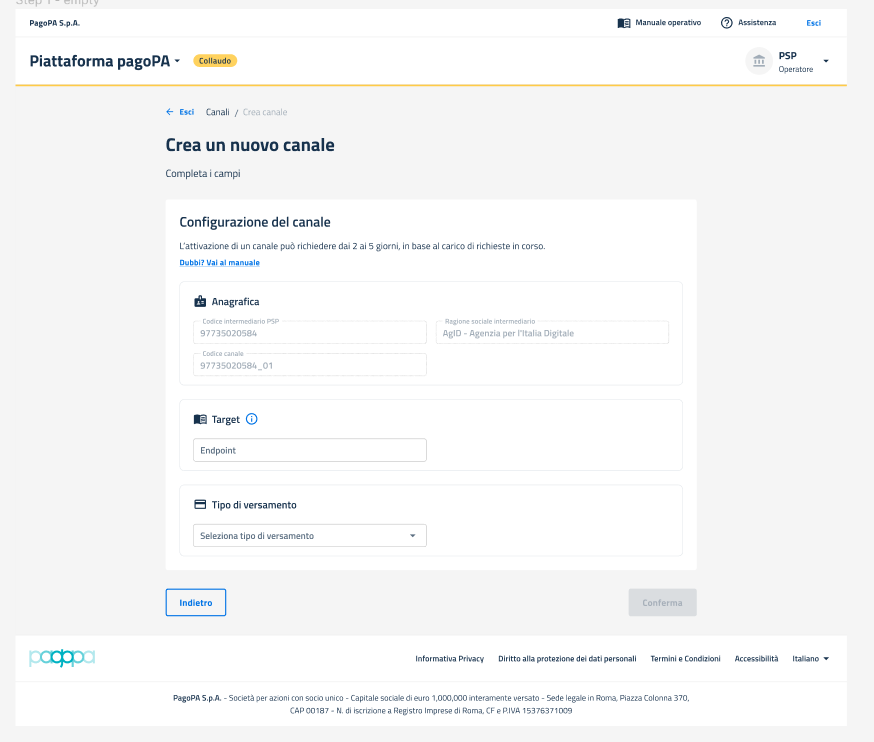 Step 1 - empty
PagoPA S.p.A.
Manuale operativo
Assistenza
Esci
Piattaforma pagoPA
Collaudo
PSP
Operatore
Esci
Canali / Crea canale
Crea un nuovo canale
Completa i campi
Configurazione del canale
L'attivazione di un canale può richiedere dai 2 ai 5 giorni, in base al carico di richieste in corso.
Dubbi? Vai al manuale
Anagrafica
Codice intermediario PSP
97735020584
Ragione sociale intermediario
AgID - Agenzia per l'Italia Digitale
Codice canale
97735020584_01
Target
Endpoint
Tipo di versamento
Seleziona tipo di versamento
Indietro
Conferma
pagopa
Informativa Privacy
Diritto alla protezione dei dati personali
Termini e Condizioni
Accessibilità
Italiano
PagoPA S.p.A. - Società per azioni con socio unico - Capitale sociale di euro 1,000,000 interamente versato - Sede legale in Roma, Piazza Colonna 370,
CAP 00187 - N. di iscrizione a Registro Imprese di Roma, CF e P.IVA 15376371009